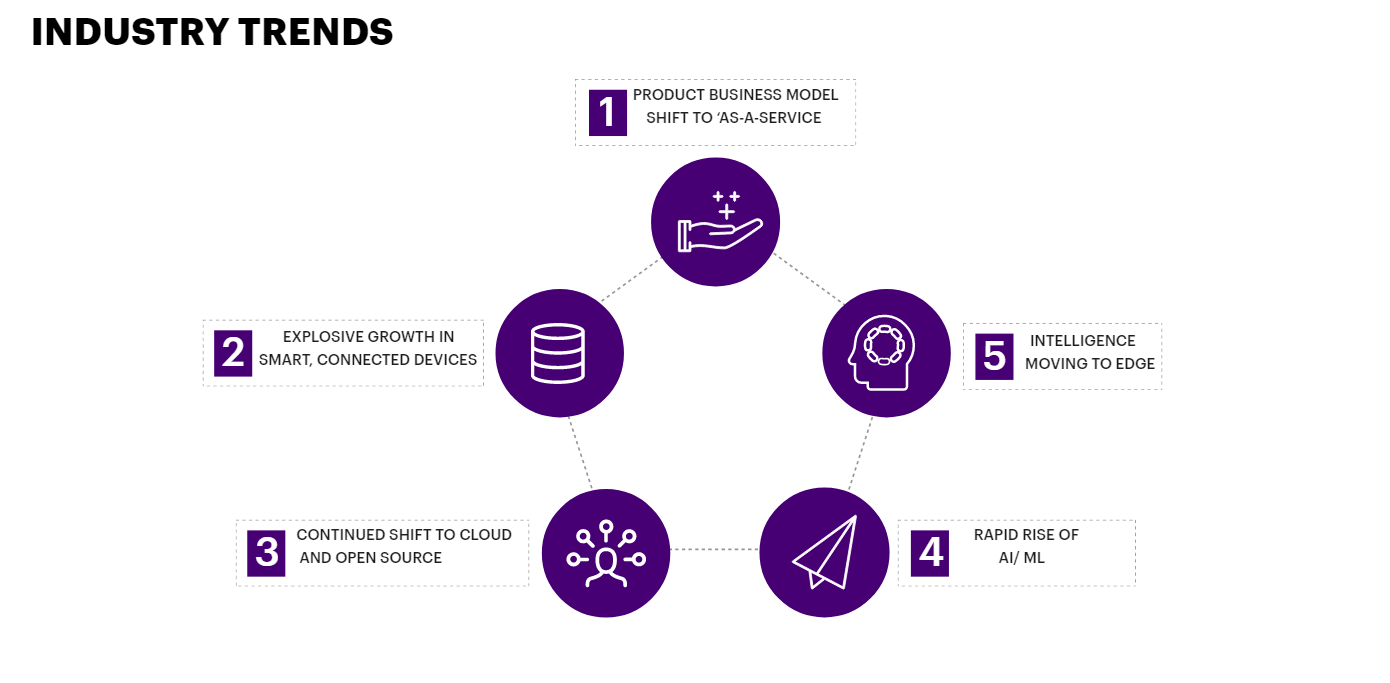 INDUSTRY TRENDS
1
PRODUCT BUSINESS MODEL
SHIFT TO ‘AS-A-SERVICE
2
EXPLOSIVE GROWTH IN
SMART, CONNECTED DEVICES
3
CONTINUED SHIFT TO CLOUD
AND OPEN SOURCE
4
RAPID RISE OF
AI/ ML
5
INTELLIGENCE
MOVING TO EDGE